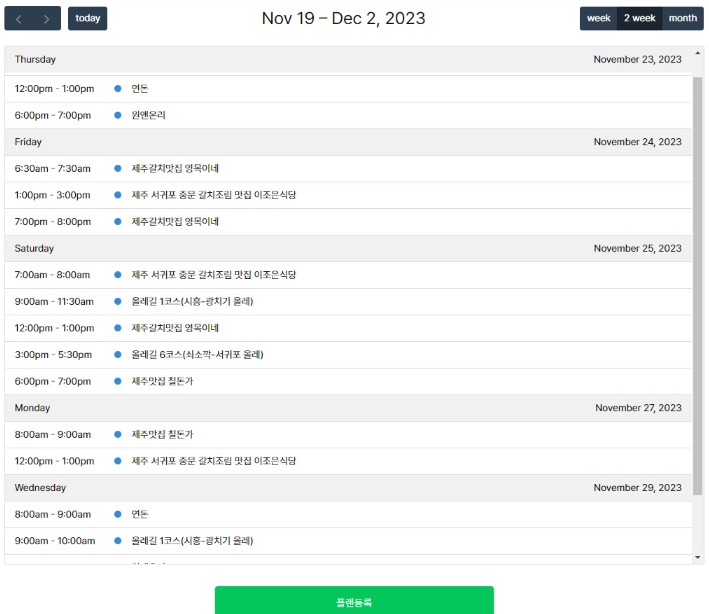 today
Nov 19 – Dec 2, 2023
week 2 week month
Thursday November 23, 2023
12:00pm - 1:00pm 연돈
6:00pm - 7:00pm 원앤온리
Friday November 24, 2023
6:30am - 7:30am 제주갈치맛집 영목이네
1:00pm - 3:00pm 제주 서귀포 중문 갈치조림 맛집 이조은식당
7:00pm - 8:00pm 제주갈치맛집 영목이네
Saturday November 25, 2023
7:00am - 8:00am 제주 서귀포 중문 갈치조림 맛집 이조은식당
9:00am - 11:30am 올레길 1코스(시흥-광치기 올레)
12:00pm - 1:00pm 제주갈치맛집 영목이네
3:00pm - 5:30pm 올레길 6코스(쇠소깍-서귀포 올레)
6:00pm - 7:00pm 제주맛집 칠돈가
Monday November 27, 2023
8:00am - 9:00am 제주맛집 칠돈가
12:00pm - 1:00pm 제주 서귀포 중문 갈치조림 맛집 이조은식당
Wednesday November 29, 2023
8:00am - 9:00am 연돈
9:00am - 10:00am 올레길 1코스(시흥-광치기 올레)
플랜등록